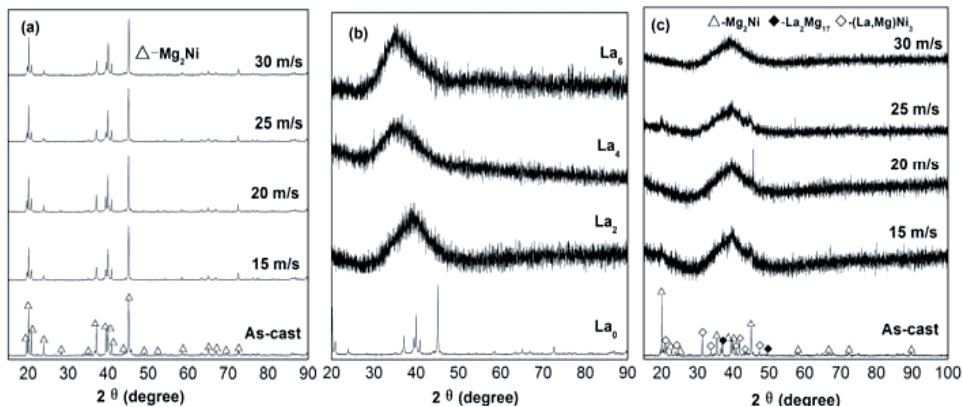 (a)
△-Mg₂Ni
30 m/s
25 m/s
20 m/s
15 m/s
As-cast
15 20 30 40 50 60 70 80 90
2 θ (degree)
(b)
La₆
La₄
La₂
La₀
20 30 40 50 60 70 80 90
2 θ (degree)
(c)
△-Mg₂Ni ◆-La₂Mg₁₇ ◇-(La,Mg)Ni₃
30 m/s
25 m/s
20 m/s
15 m/s
As-cast
20 30 40 50 60 70 80 90 100
2 θ (degree)